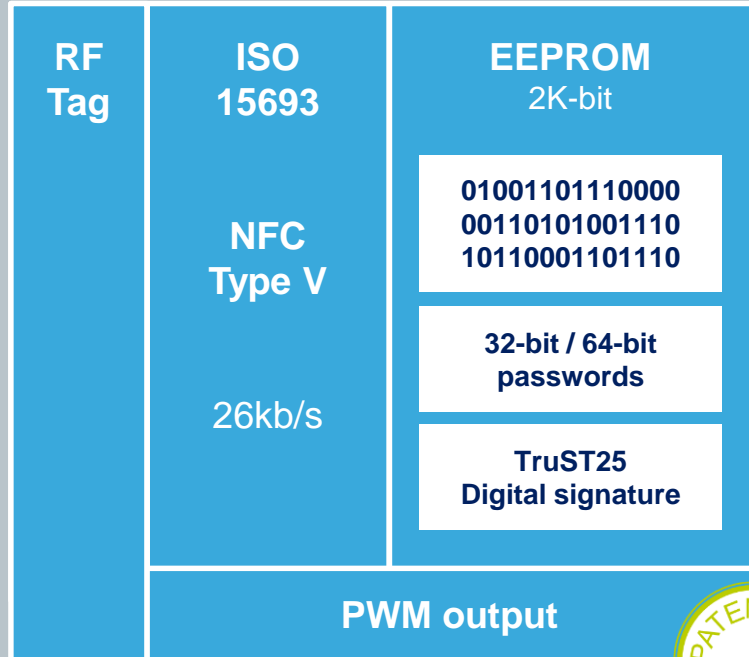 RF
Tag
ISO
15693
NFC
Type V
26kb/s
EEPROM
2K-bit
01001101110000
00110101001110
10110001101110
32-bit / 64-bit
passwords
TruST25
Digital signature
PWM output